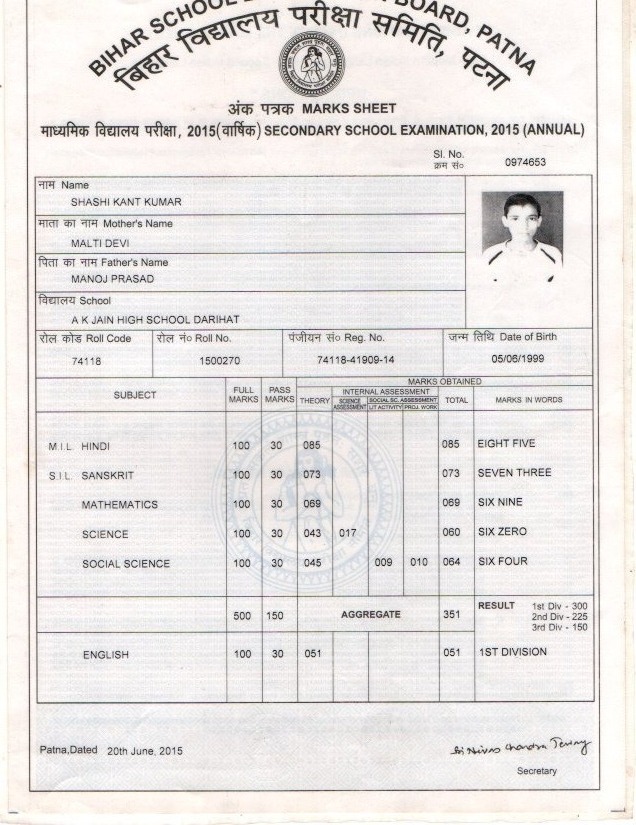 BIHAR SCHOOL BOARD, PATNA
बिहार विद्यालय परीक्षा समिति, पटना
अंक पत्रक MARKS SHEET
माध्यमिक विद्यालय परीक्षा, 2015(वार्षिक) SECONDARY SCHOOL EXAMINATION, 2015 (ANNUAL)
Sl. No.
क्रम सं० 0974653
नाम Name
SHASHI KANT KUMAR
माता का नाम Mother's Name
MALTI DEVI
पिता का नाम Father's Name
MANOJ PRASAD
विद्यालय School
A K JAIN HIGH SCHOOL DARIHAT
रोल कोड Roll Code रोल नं० Roll No. पंजीयन सं० Reg. No. जन्म तिथि Date of Birth
74118 1500270 74118-41909-14 05/06/1999
SUBJECT FULL MARKS PASS MARKS MARKS OBTAINED
THEORY INTERNAL ASSESSMENT TOTAL MARKS IN WORDS
SCIENCE ASSESSMENT SOCIAL SC. ASSESSMENT
LIT ACTIVITY PROJ. WORK
M.I.L. HINDI 100 30 085 085 EIGHT FIVE
S.I.L. SANSKRIT 100 30 073 073 SEVEN THREE
MATHEMATICS 100 30 069 069 SIX NINE
SCIENCE 100 30 043 017 060 SIX ZERO
SOCIAL SCIENCE 100 30 045 009 010 064 SIX FOUR
500 150 AGGREGATE 351 RESULT 1st Div - 300
2nd Div - 225
3rd Div - 150
ENGLISH 100 30 051 051 1ST DIVISION
Patna,Dated 20th June, 2015
Secretary